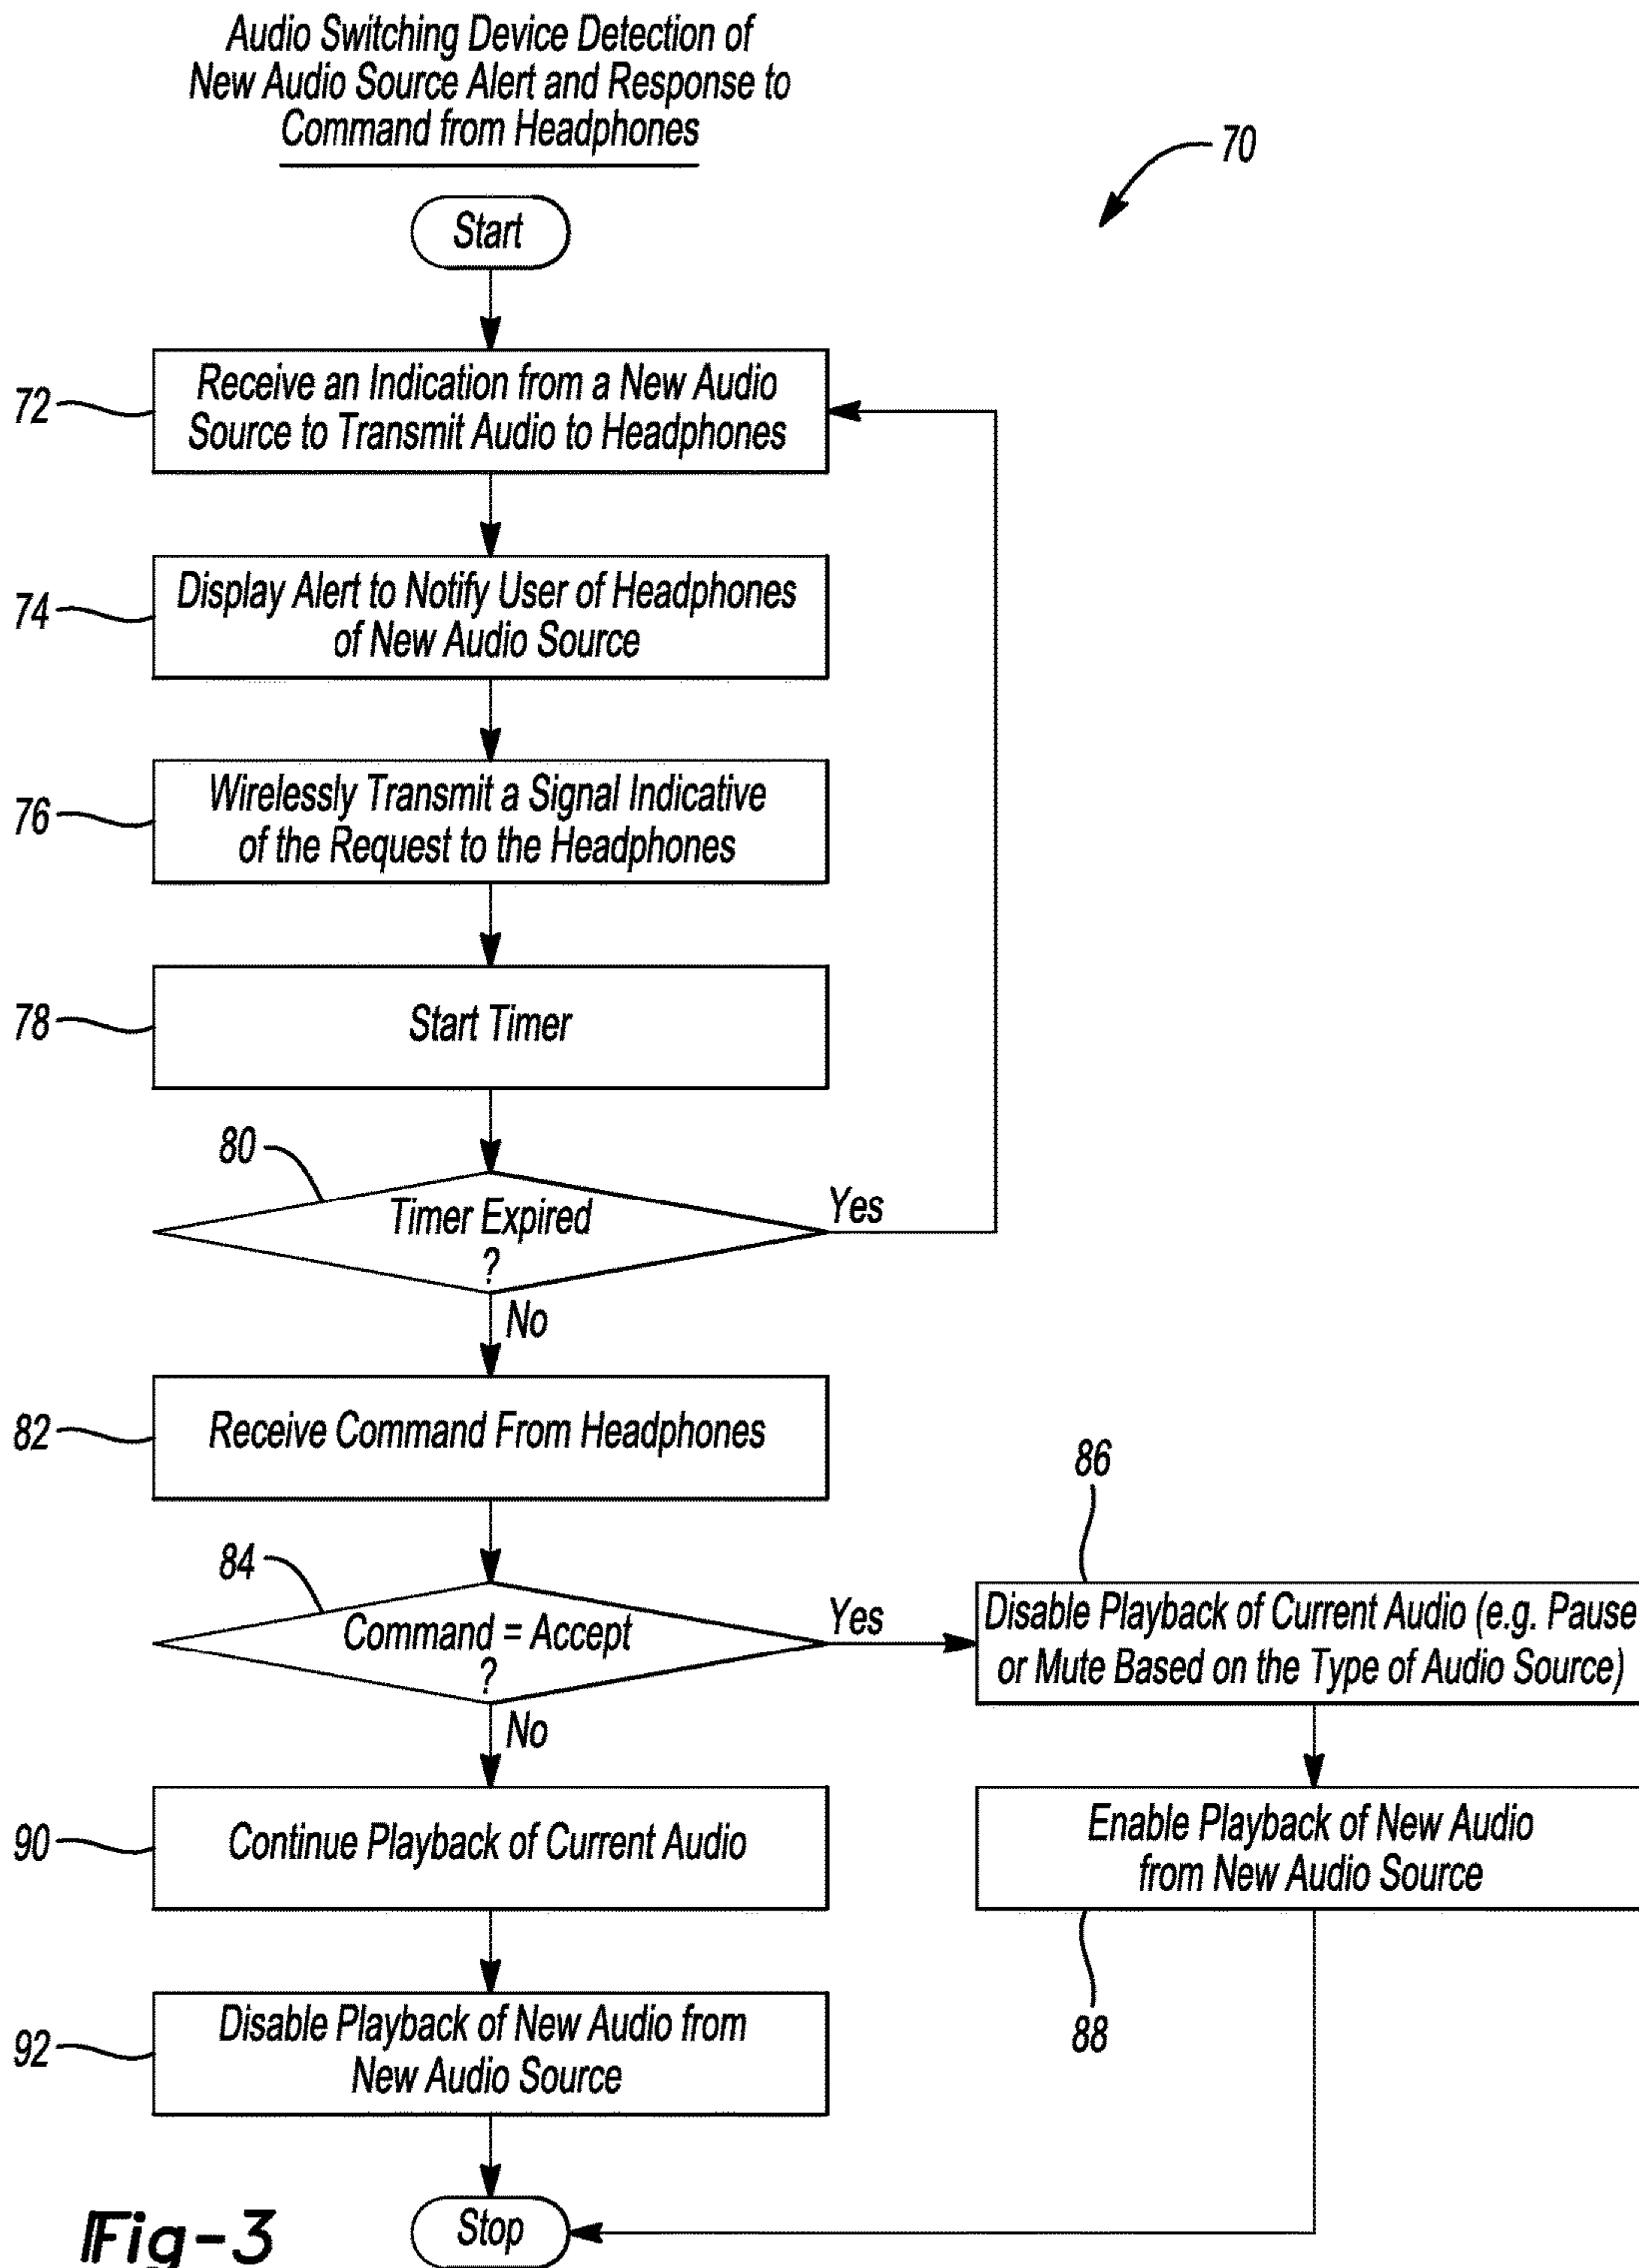 Audio Switching Device Detection of
New Audio Source Alert and Response to
Command from Headphones
70
Start
72
Receive an Indication from a New Audio
Source to Transmit Audio to Headphones
74
Display Alert to Notify User of Headphones
of New Audio Source
76
Wirelessly Transmit a Signal Indicative
of the Request to the Headphones
78
Start Timer
80
Timer Expired
?
Yes
No
82
Receive Command From Headphones
84
Command = Accept
?
Yes
No
86
Disable Playback of Current Audio (e.g. Pause
or Mute Based on the Type of Audio Source)
90
Continue Playback of Current Audio
Enable Playback of New Audio
from New Audio Source
88
92
Disable Playback of New Audio from
New Audio Source
Stop
Fig-3